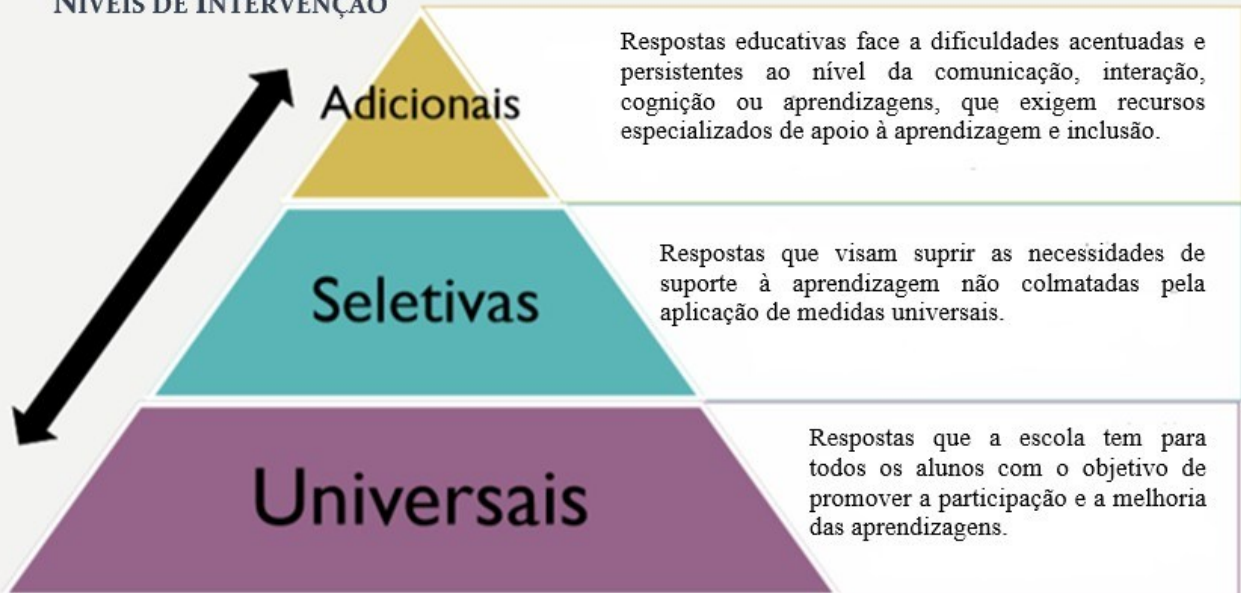 NÍVEIS DE INTERVENÇÃO
Adicionais
Respostas educativas face a dificuldades acentuadas e
persistentes ao nível da comunicação, interação,
cognição ou aprendizagens, que exigem recursos
especializados de apoio à aprendizagem e inclusão.
Seletivas
Respostas que visam suprir as necessidades de
suporte à aprendizagem não colmatadas pela
aplicação de medidas universais.
Universais
Respostas que a escola tem para
todos os alunos com o objetivo de
promover a participação e a melhoria
das aprendizagens.